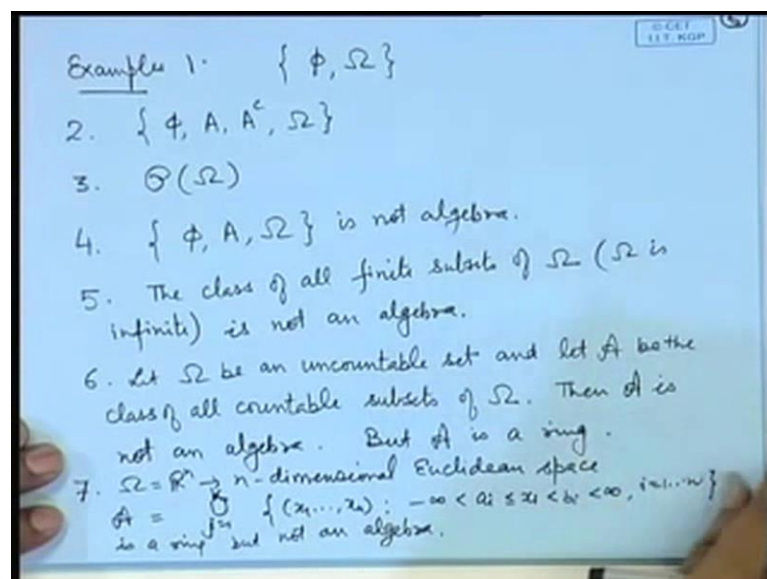 © CET
I.I.T. KGP
Examples 1. { ϕ, Ω }
2. { ϕ, A, Aᶜ, Ω }
3. 𝒫(Ω)
4. { ϕ, A, Ω } is not algebra.
5. The class of all finite subsets of Ω (Ω is
infinite) is not an algebra.
6. Let Ω be an uncountable set and let 𝒜 be the
class of all countable subsets of Ω. Then 𝒜 is
not an algebra. But 𝒜 is a ring.
7. Ω = ℝⁿ → n-dimensional Euclidean space
𝒜 = { (x₁, ..., xₙ) : -∞ < aᵢ ≤ xᵢ < bᵢ < ∞, i=1...n }
is a ring but not an algebra.